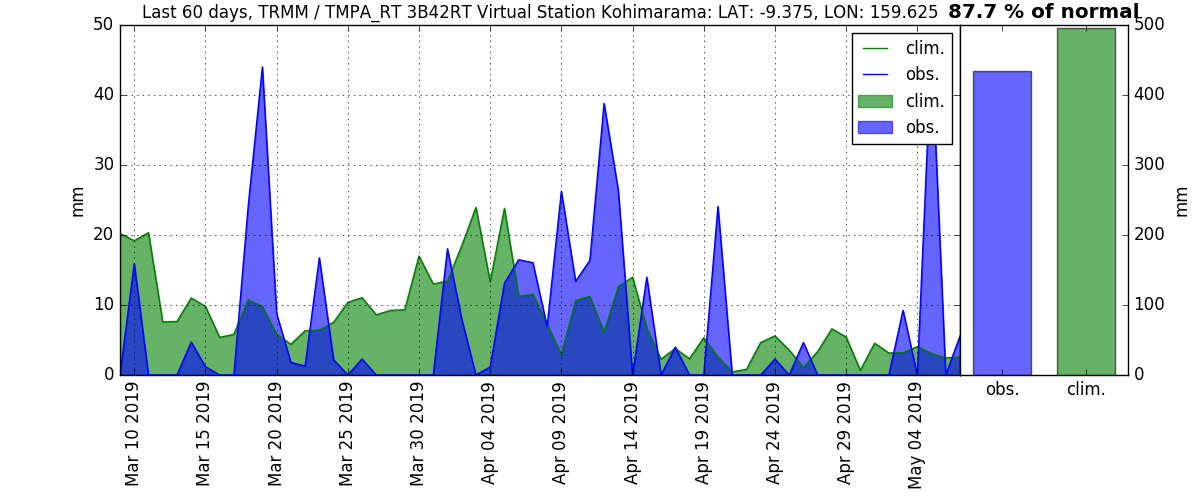 Last 60 days, TRMM / TMPA_RT 3B42RT Virtual Station Kohimarama: LAT: -9.375, LON: 159.625
87.7 % of normal
50
40
30
20
10
0
mm
clim.
obs.
clim.
obs.
500
400
300
200
100
0
mm
Mar 10 2019
Mar 15 2019
Mar 20 2019
Mar 25 2019
Mar 30 2019
Apr 04 2019
Apr 09 2019
Apr 14 2019
Apr 19 2019
Apr 24 2019
Apr 29 2019
May 04 2019
obs.
clim.